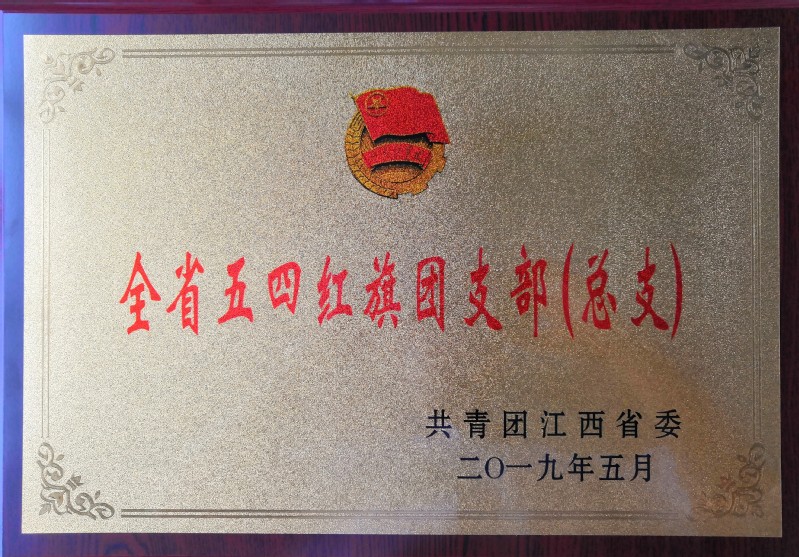 全省五四红旗团支部(总支)
共青团江西省委
二〇一九年五月